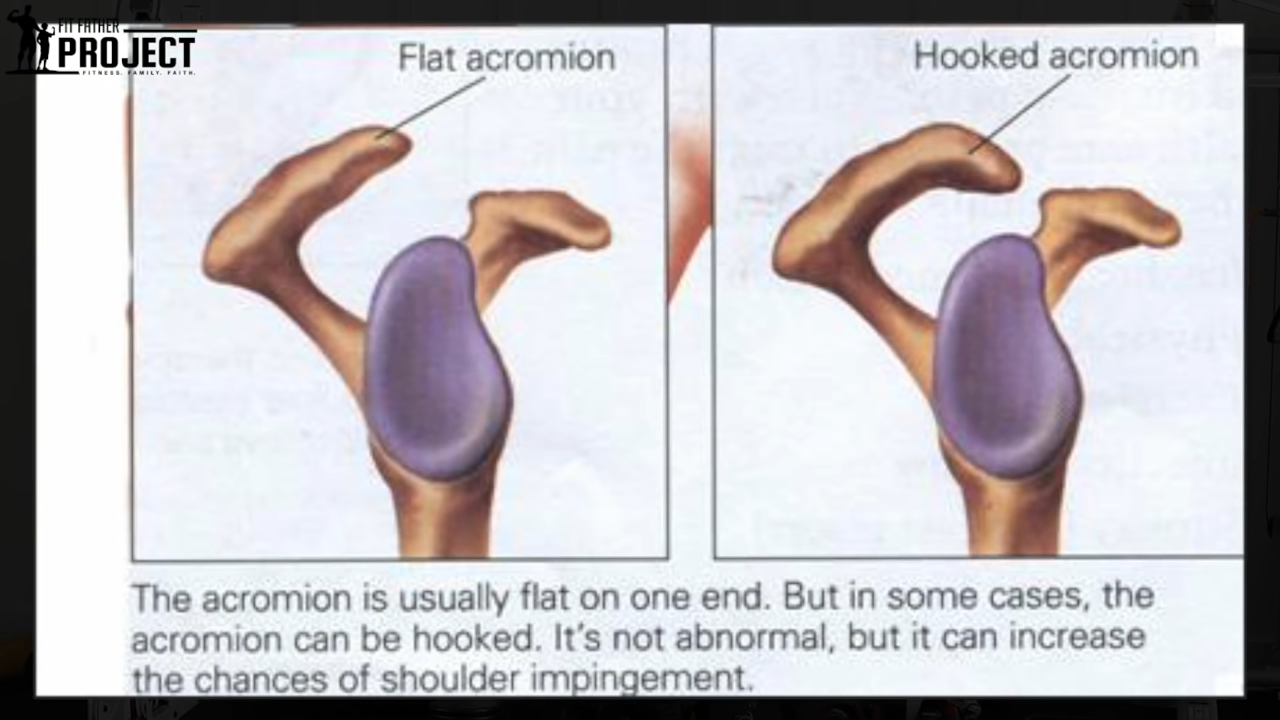 FIT FATHER
PROJECT
FITNESS. FAMILY. FAITH.
Flat acromion
Hooked acromion
The acromion is usually flat on one end. But in some cases, the
acromion can be hooked. It's not abnormal, but it can increase
the chances of shoulder impingement.